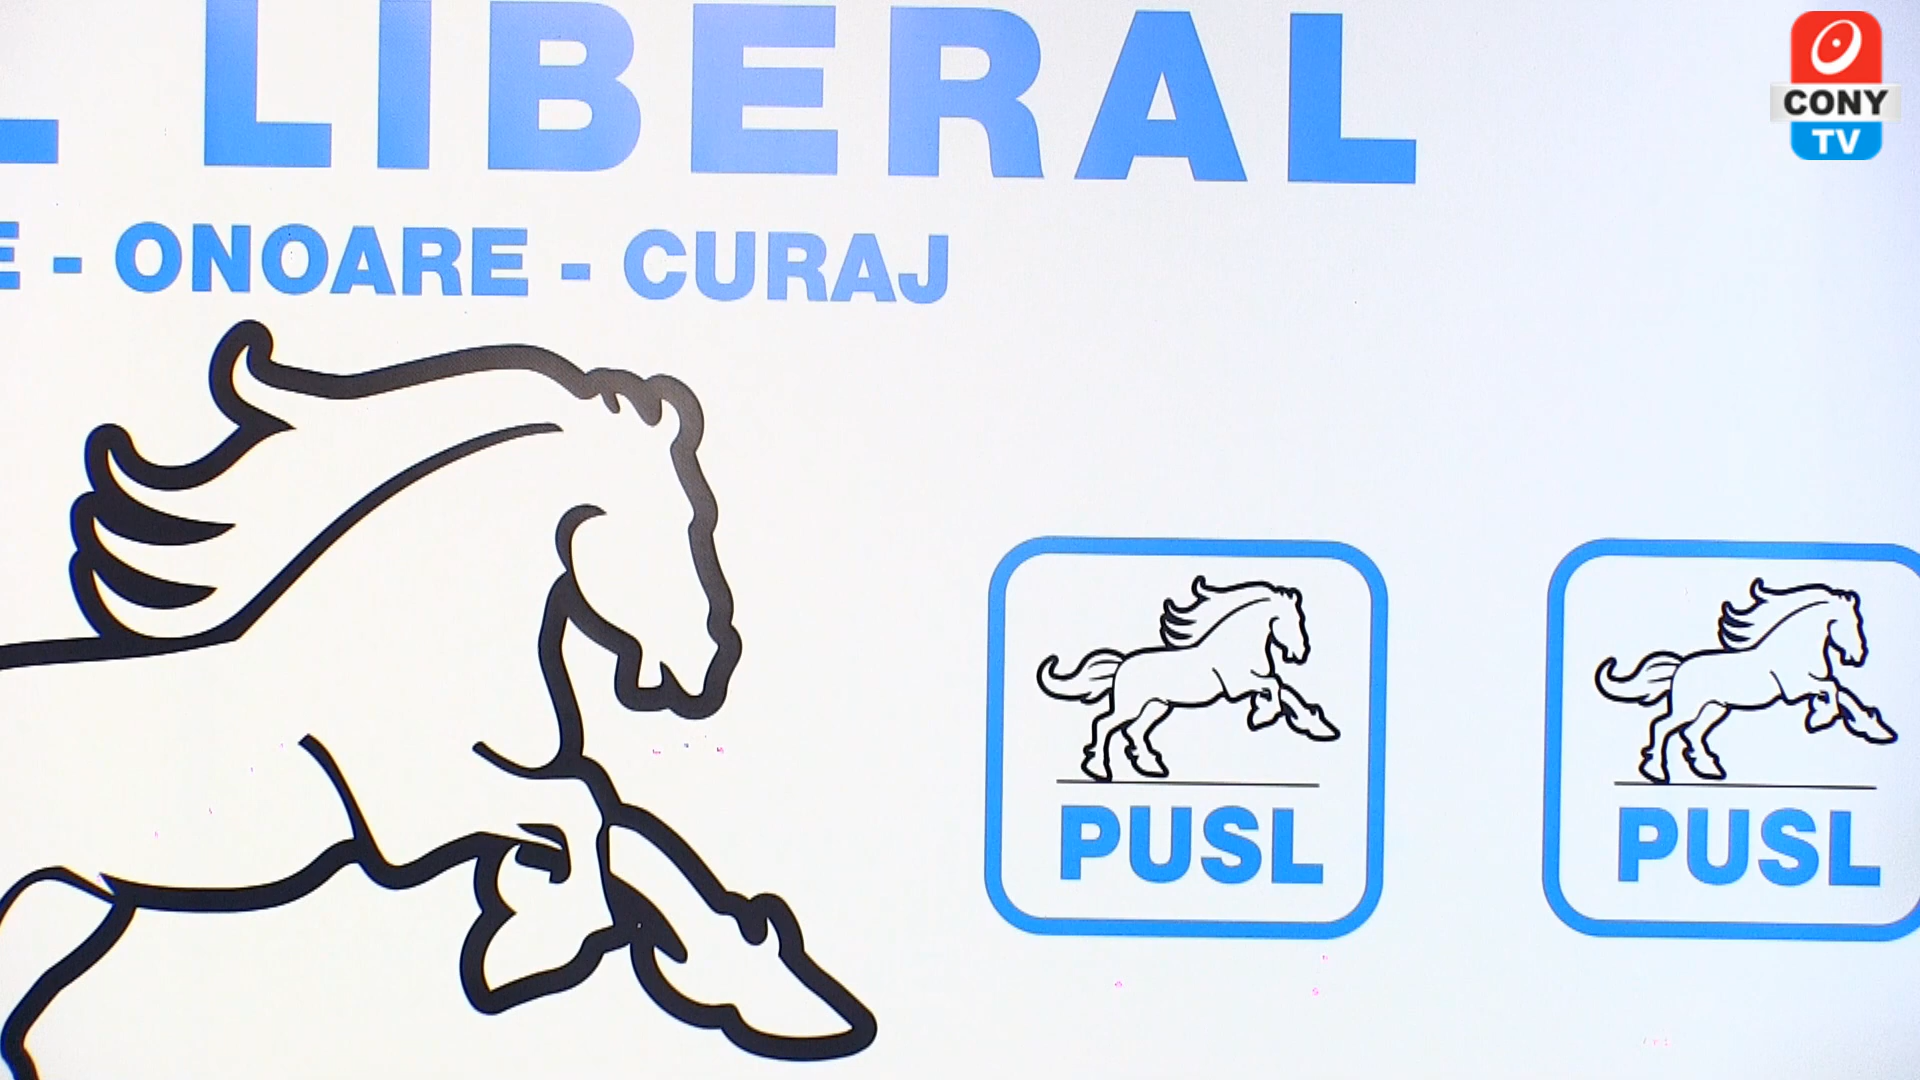 L LIBERAL
E - ONOARE - CURAJ
PUSL
PUSL
CONY
TV